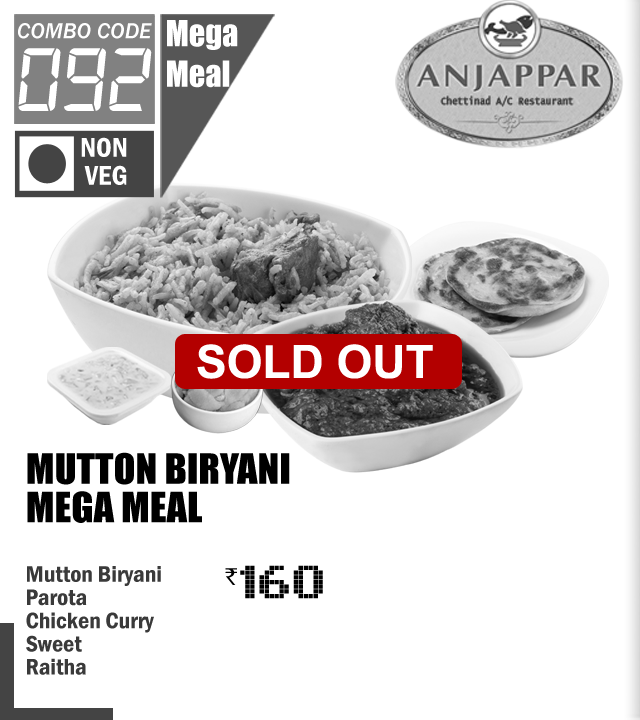 COMBO CODE
092
Mega
Meal
NON
VEG
ANJAPPAR
Chettinad A/C Restaurant
SOLD OUT
MUTTON BIRYANI
MEGA MEAL
Mutton Biryani
Parota
Chicken Curry
Sweet
Raitha
₹160